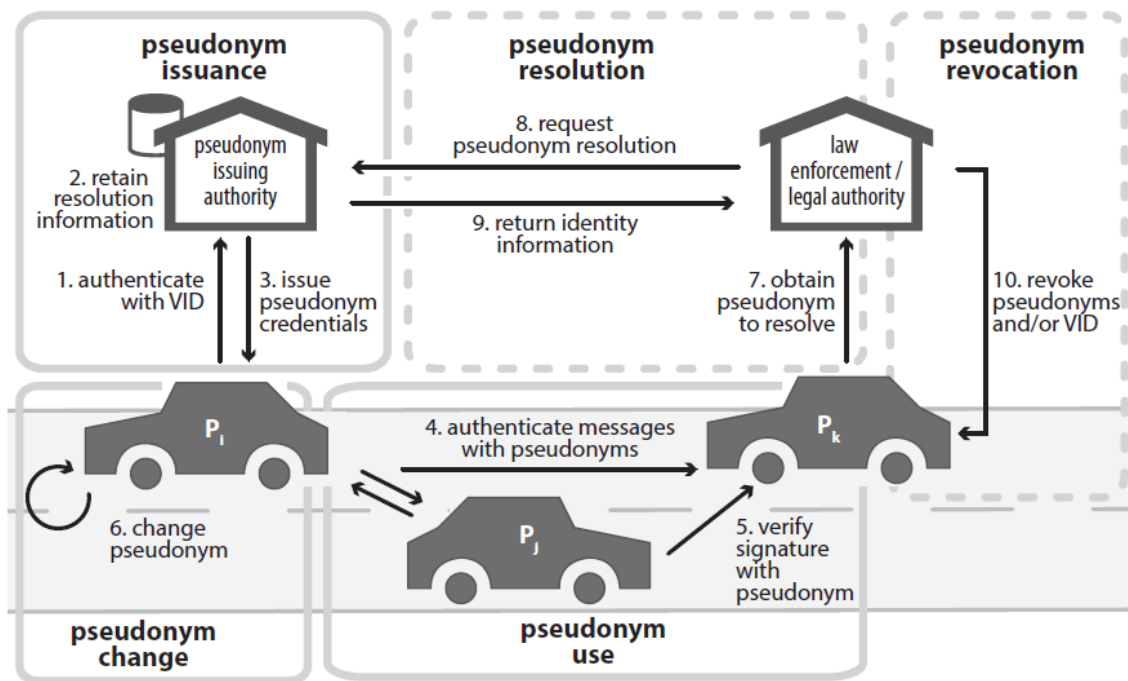 pseudonym
issuance
pseudonym
resolution
pseudonym
revocation
pseudonym
issuing
authority
2. retain
resolution
information
8. request
pseudonym resolution
9. return identity
information
law
enforcement /
legal authority
1. authenticate
with VID
3. issue
pseudonym
credentials
7. obtain
pseudonym
to resolve
10. revoke
pseudonyms
and/or VID
Pi
4. authenticate messages
with pseudonyms
Pk
6. change
pseudonym
Pj
5. verify
signature
with
pseudonym
pseudonym
change
pseudonym
use